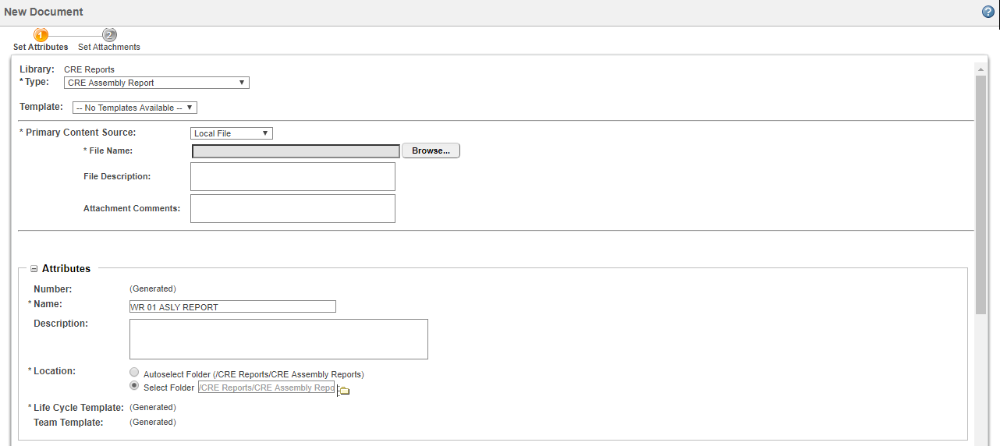 New Document
?
1 2
Set Attributes Set Attachments
Library: CRE Reports
* Type: CRE Assembly Report
Template: -- No Templates Available --
* Primary Content Source: Local File
* File Name: Browse...
File Description:
Attachment Comments:
Attributes
Number: (Generated)
* Name: WR 01 ASLY REPORT
Description:
* Location: Autoselect Folder (/CRE Reports/CRE Assembly Reports)
Select Folder /CRE Reports/CRE Assembly Repo
* Life Cycle Template: (Generated)
Team Template: (Generated)